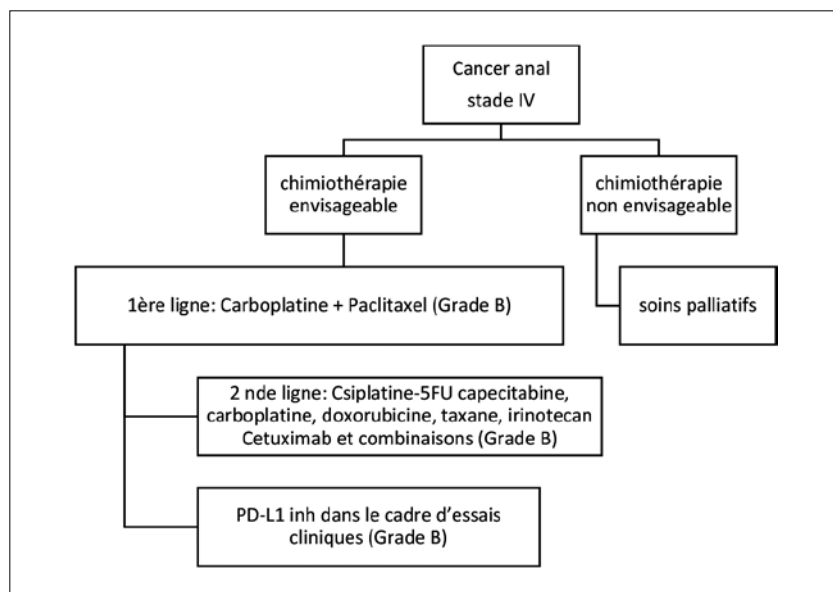 Cancer anal
stade IV
chimiothérapie
envisageable
chimiothérapie
non envisageable
1ère ligne: Carboplatine + Paclitaxel (Grade B)
soins palliatifs
2 nde ligne: Csiplatine-5FU capecitabine,
carboplatine, doxorubicine, taxane, irinotecan
Cetuximab et combinaisons (Grade B)
PD-L1 inh dans le cadre d’essais
cliniques (Grade B)